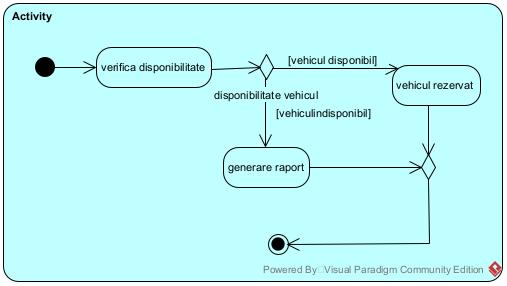 Activity
verifica disponibilitate
[vehicul disponibil]
vehicul rezervat
disponibilitate vehicul
[vehiculindisponibil]
generare raport
Powered By Visual Paradigm Community Edition